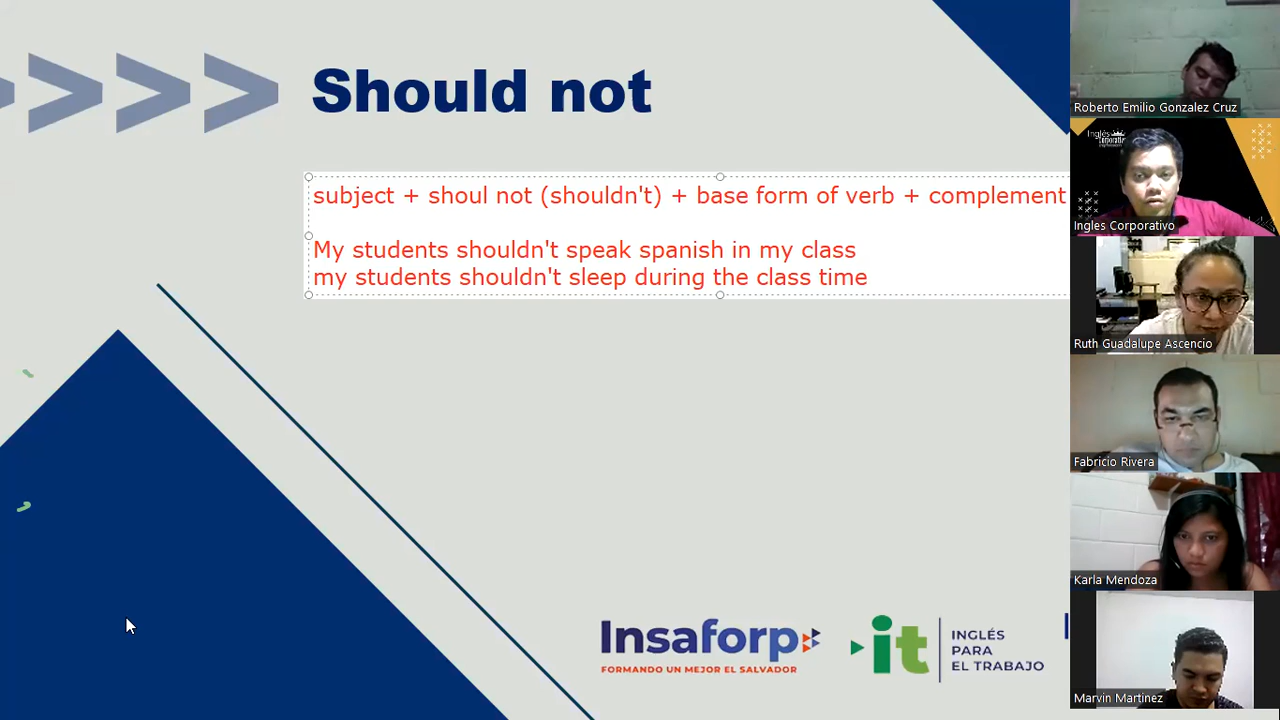 Should not
subject + shoul not (shouldn't) + base form of verb + complement
My students shouldn't speak spanish in my class
my students shouldn't sleep during the class time
Insaforp
FORMANDO UN MEJOR EL SALVADOR
it
INGLÉS
PARA
EL TRABAJO
Roberto Emilio Gonzalez Cruz
Inglés
Corporativo
Ingles Corporativo
Ruth Guadalupe Ascencio
Fabricio Rivera
Karla Mendoza
Marvin Martinez